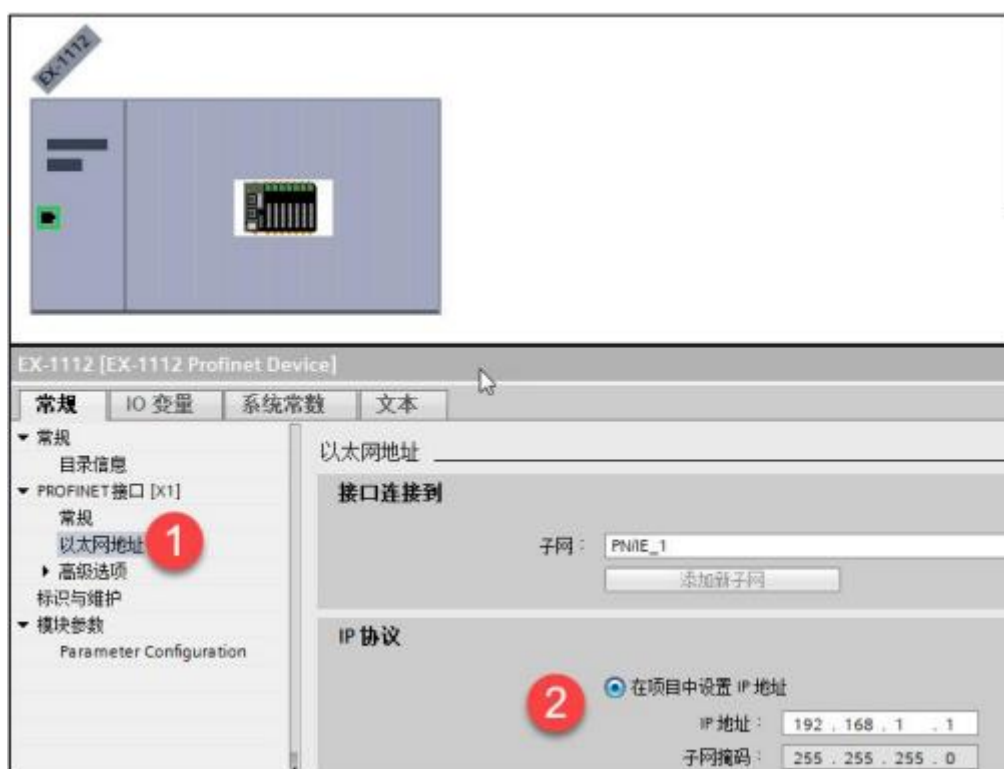 EX-1112
EX-1112 [EX-1112 Profinet Device]
常规 IO 变量 系统常数 文本
常规
目录信息
PROFINET接口 [X1]
常规
以太网地址
高级选项
标识与维护
模块参数
Parameter Configuration
1
以太网地址
接口连接到
子网: PN/IE_1
添加新子网
IP 协议
2
在项目中设置 IP 地址
IP 地址: 192 . 168 . 1 . 1
子网掩码: 255 . 255 . 255 . 0